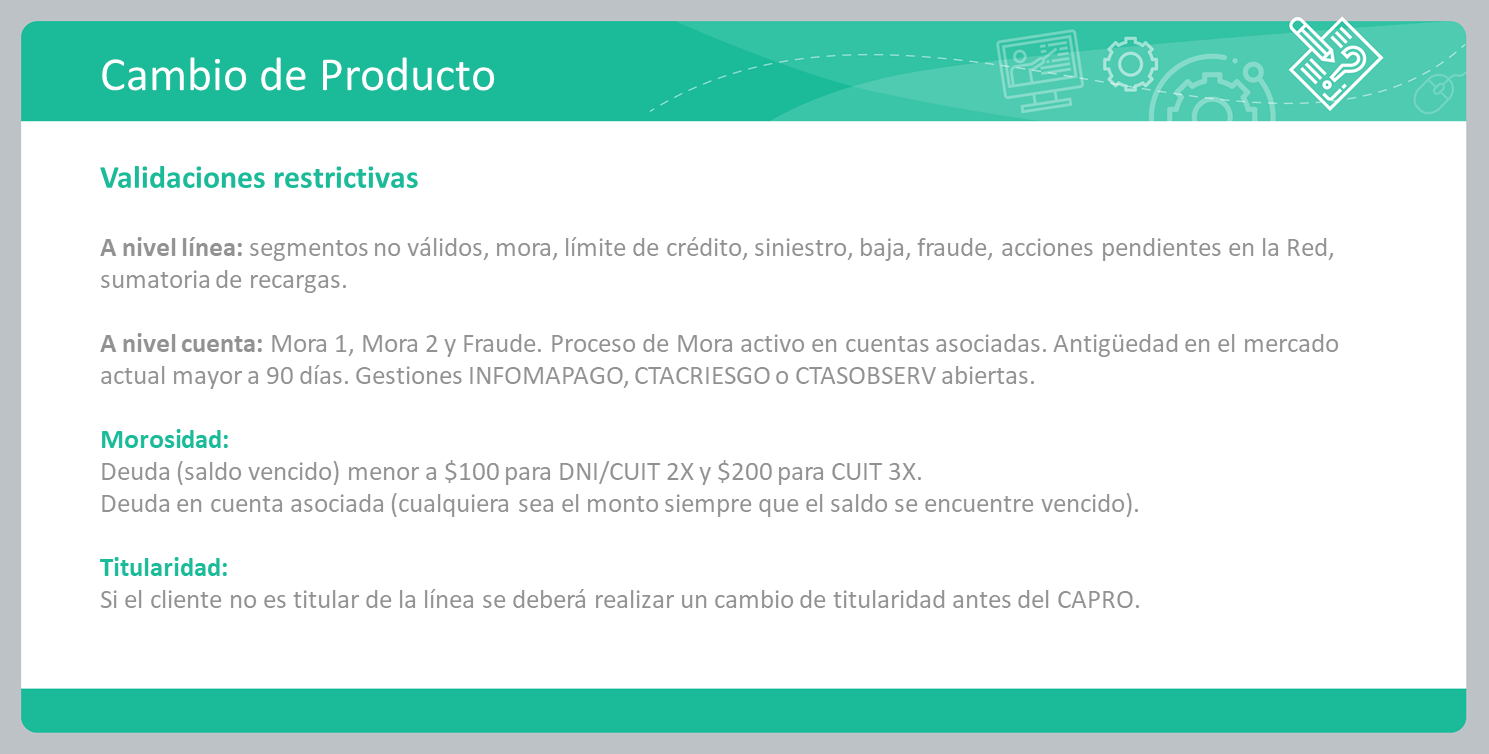 Cambio de Producto
Validaciones restrictivas
A nivel línea: segmentos no válidos, mora, límite de crédito, siniestro, baja, fraude, acciones pendientes en la Red,
sumatoria de recargas.
A nivel cuenta: Mora 1, Mora 2 y Fraude. Proceso de Mora activo en cuentas asociadas. Antigüedad en el mercado
actual mayor a 90 días. Gestiones INFOMAPAGO, CTACRIESGO o CTASOBSERV abiertas.
Morosidad:
Deuda (saldo vencido) menor a $100 para DNI/CUIT 2X y $200 para CUIT 3X.
Deuda en cuenta asociada (cualquiera sea el monto siempre que el saldo se encuentre vencido).
Titularidad:
Si el cliente no es titular de la línea se deberá realizar un cambio de titularidad antes del CAPRO.